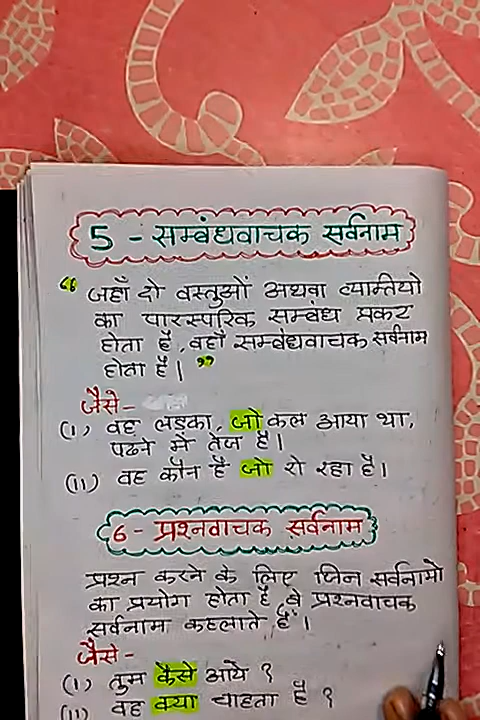 5 - सम्बंधवाचक सर्वनाम
“ जहाँ दो वस्तुओं अथवा व्यक्तियो
का पारस्परिक सम्बंध प्रकट
होता है, वहाँ सम्बंधवाचक सर्वनाम
होता है। ”
जैसे-
(i) वह लड़का, जो कल आया था,
पढने मे तेज है।
(ii) वह कौन है जो रो रहा है।
6 - प्रश्नवाचक सर्वनाम
प्रश्न करने के लिए जिन सर्वनामो
का प्रयोग होता है, वे प्रश्नवाचक
सर्वनामा कहलाते हैं।
जैसे-
(i) तुम कैसे आये ?
(ii) वह क्या चाहता है ?